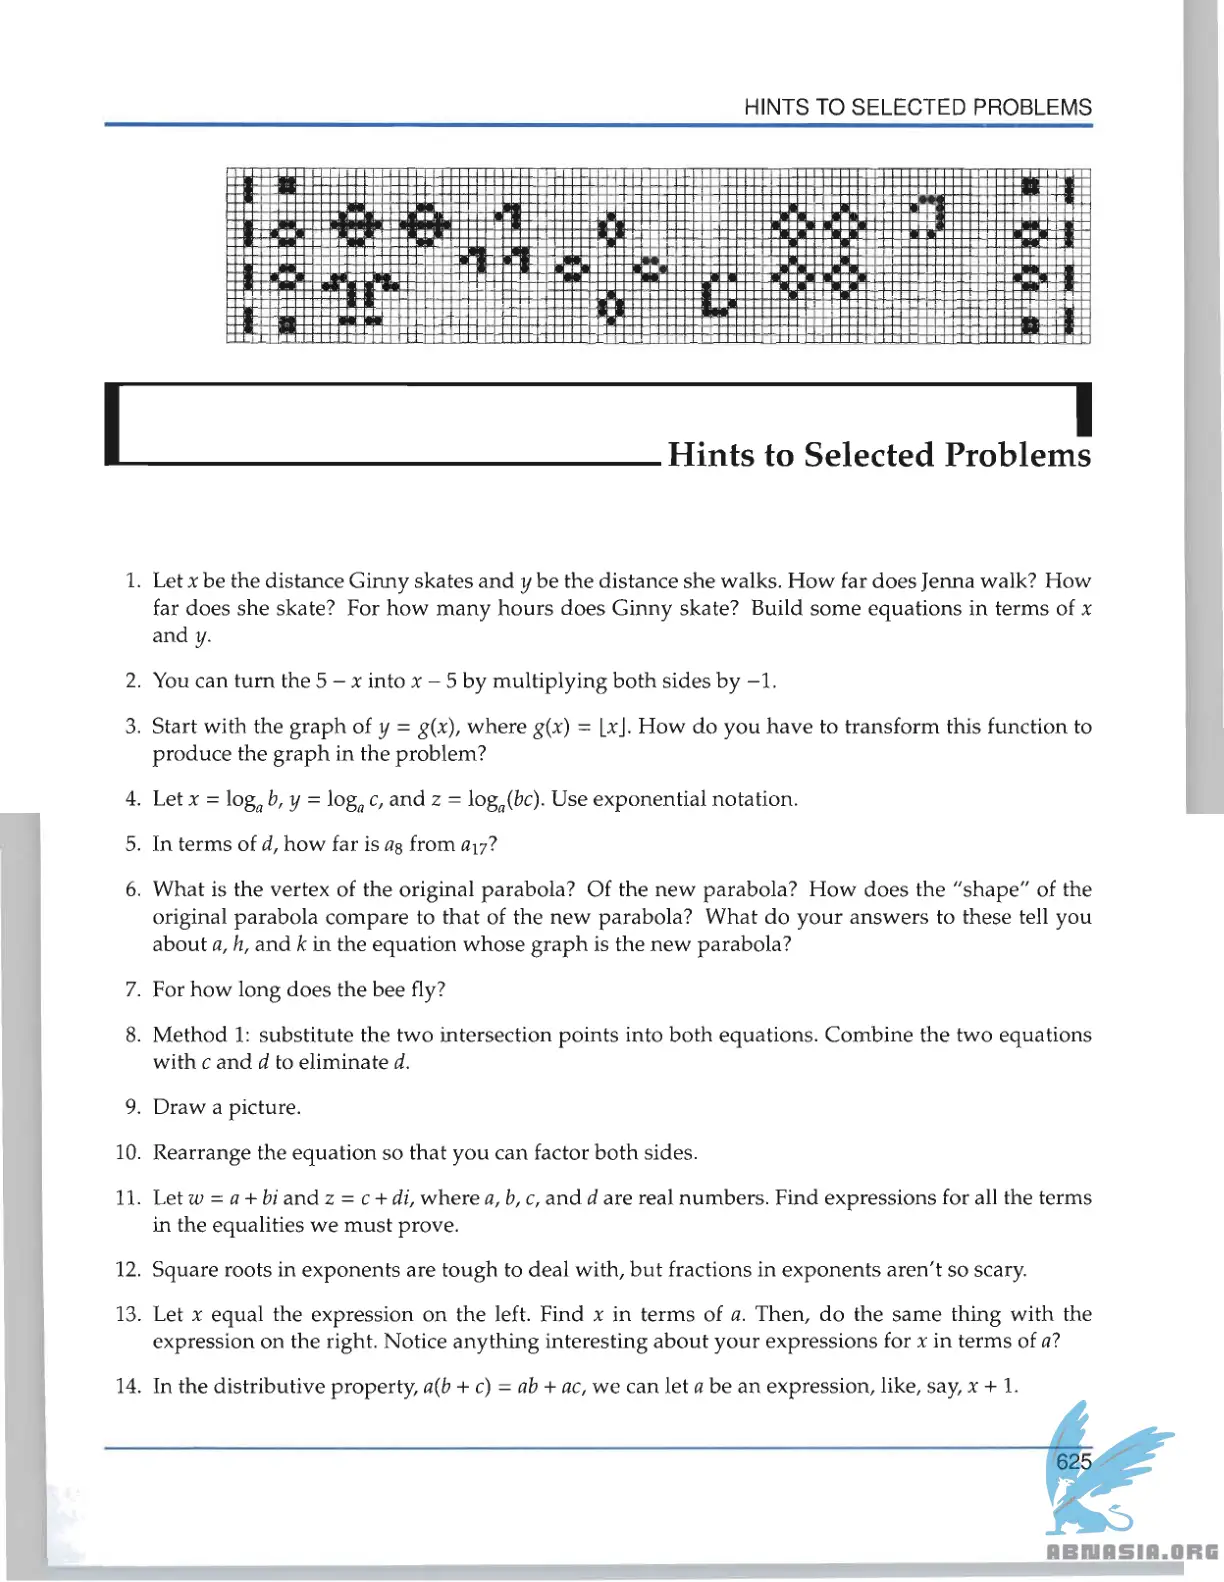 HINTS TO SELECTED PROBLEMS
Hints to Selected Problems
1. Let x be the distance Ginny skates and y be the distance she walks. How far does Jenna walk? How
far does she skate? For how many hours does Ginny skate? Build some equations in terms of x
and y.
2. You can turn the 5 − x into x − 5 by multiplying both sides by −1.
3. Start with the graph of y = g(x), where g(x) = ⌊x⌋. How do you have to transform this function to
produce the graph in the problem?
4. Let x = logₐ b, y = logₐ c, and z = logₐ(bc). Use exponential notation.
5. In terms of d, how far is a₈ from a₁₇?
6. What is the vertex of the original parabola? Of the new parabola? How does the "shape" of the
original parabola compare to that of the new parabola? What do your answers to these tell you
about a, h, and k in the equation whose graph is the new parabola?
7. For how long does the bee fly?
8. Method 1: substitute the two intersection points into both equations. Combine the two equations
with c and d to eliminate d.
9. Draw a picture.
10. Rearrange the equation so that you can factor both sides.
11. Let w = a + bi and z = c + di, where a, b, c, and d are real numbers. Find expressions for all the terms
in the equalities we must prove.
12. Square roots in exponents are tough to deal with, but fractions in exponents aren't so scary.
13. Let x equal the expression on the left. Find x in terms of a. Then, do the same thing with the
expression on the right. Notice anything interesting about your expressions for x in terms of a?
14. In the distributive property, a(b + c) = ab + ac, we can let a be an expression, like, say, x + 1.
625
ABNASIA.ORG